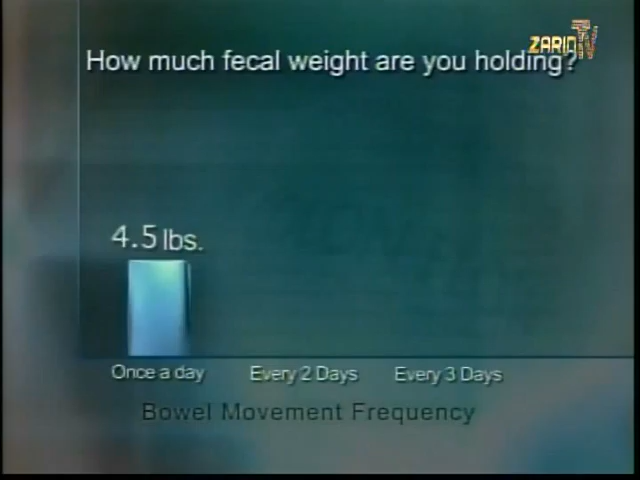 ZARIC TV
How much fecal weight are you holding?
4.5 lbs.
Once a day Every 2 Days Every 3 Days
Bowel Movement Frequency